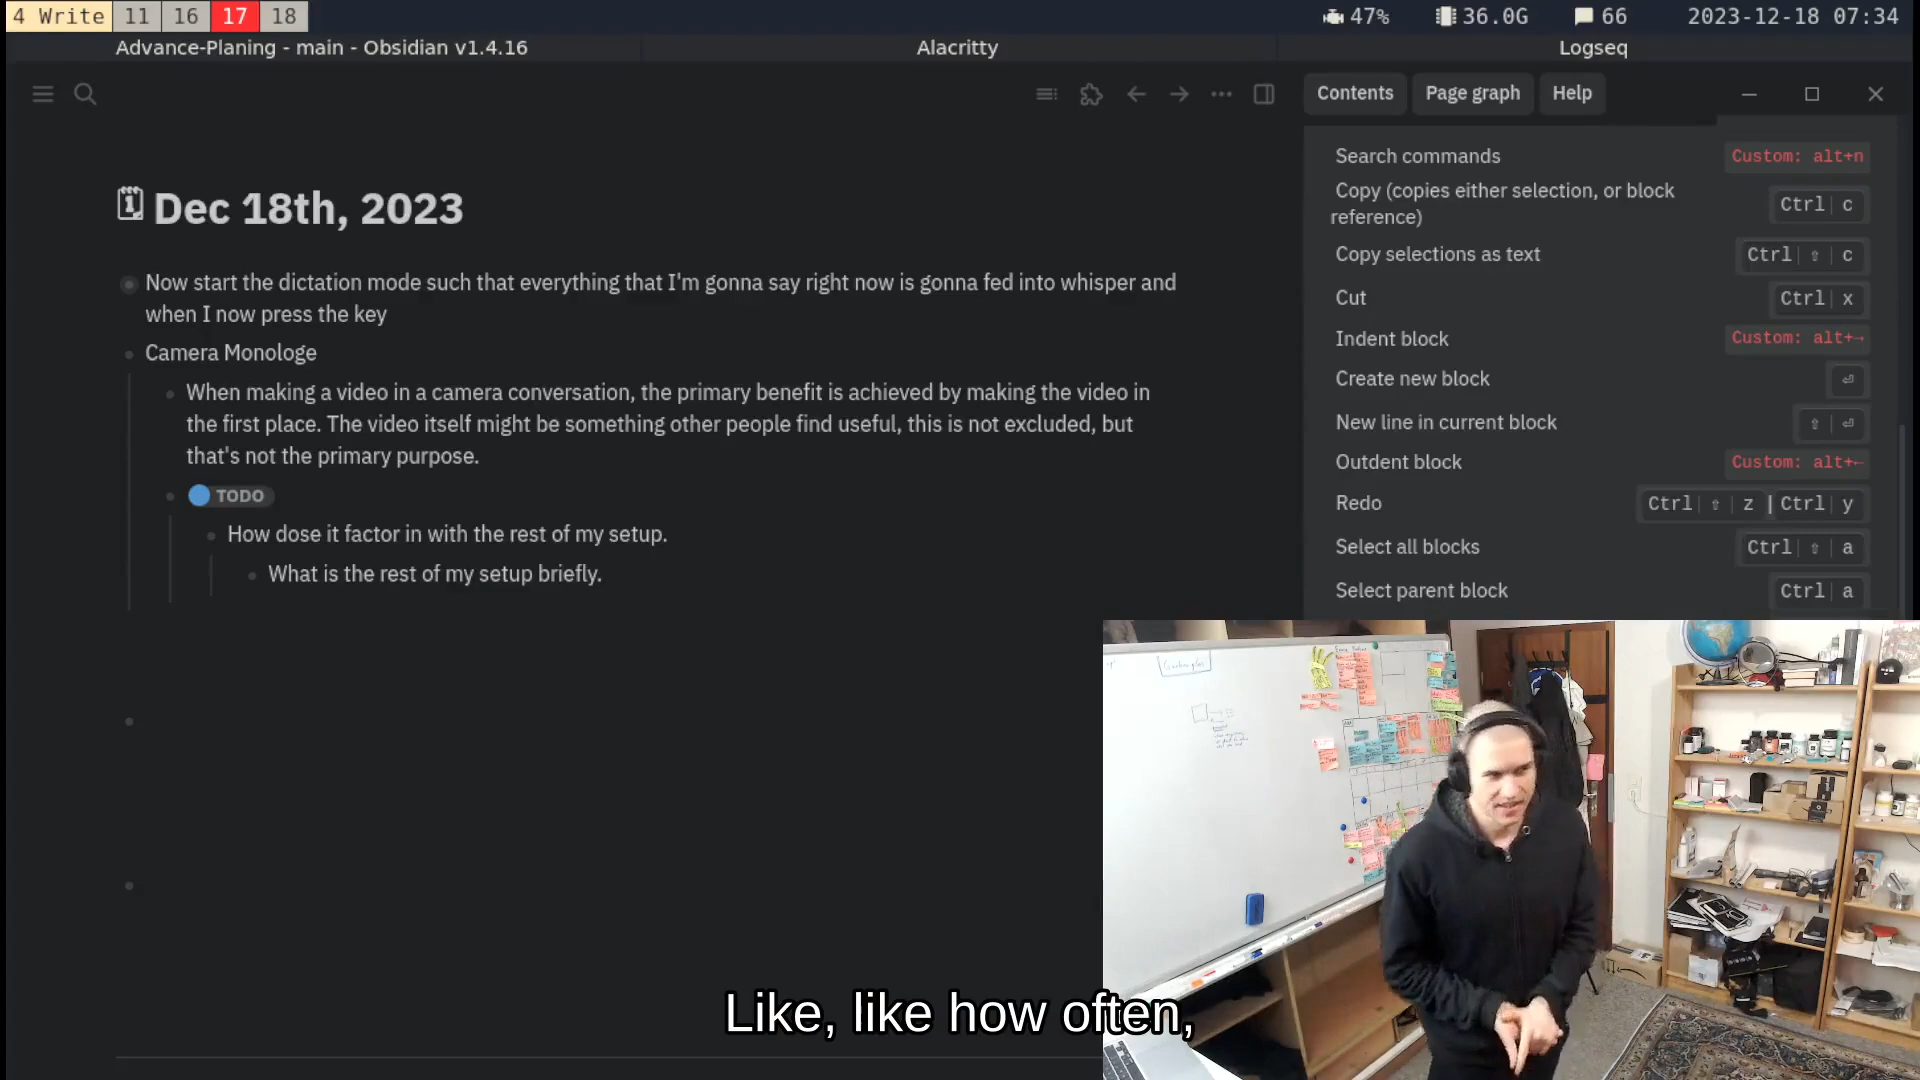 4 Write 11 16 17 18 47% 36.0G 66 2023-12-18 07:34
Advance-Planing - main - Obsidian v1.4.16 Alacritty Logseq
Contents Page graph Help
Dec 18th, 2023
Now start the dictation mode such that everything that I'm gonna say right now is gonna fed into whisper and
when I now press the key
Camera Monologe
When making a video in a camera conversation, the primary benefit is achieved by making the video in
the first place. The video itself might be something other people find useful, this is not excluded, but
that's not the primary purpose.
TODO
How dose it factor in with the rest of my setup.
What is the rest of my setup briefly.
Search commands Custom: alt+n
Copy (copies either selection, or block
reference) Ctrl c
Copy selections as text Ctrl ⇧ c
Cut Ctrl x
Indent block Custom: alt+→
Create new block ⏎
New line in current block ⇧ ⏎
Outdent block Custom: alt+←
Redo Ctrl ⇧ z | Ctrl y
Select all blocks Ctrl ⇧ a
Select parent block Ctrl a
Like, like how often,